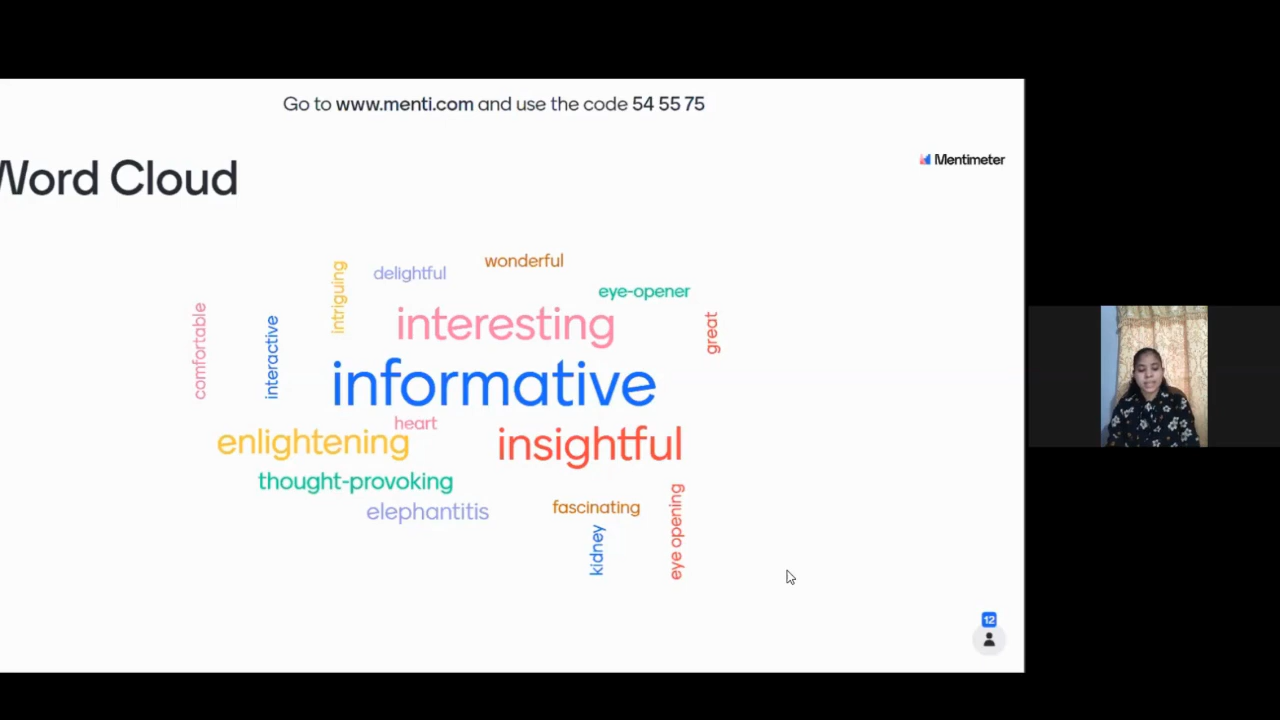 Go to www.menti.com and use the code 54 55 75
Mentimeter
Word Cloud
wonderful
delightful
intriguing
eye-opener
comfortable
interactive
interesting
great
informative
heart
enlightening
insightful
thought-provoking
elephantitis
fascinating
kidney
eye opening
12